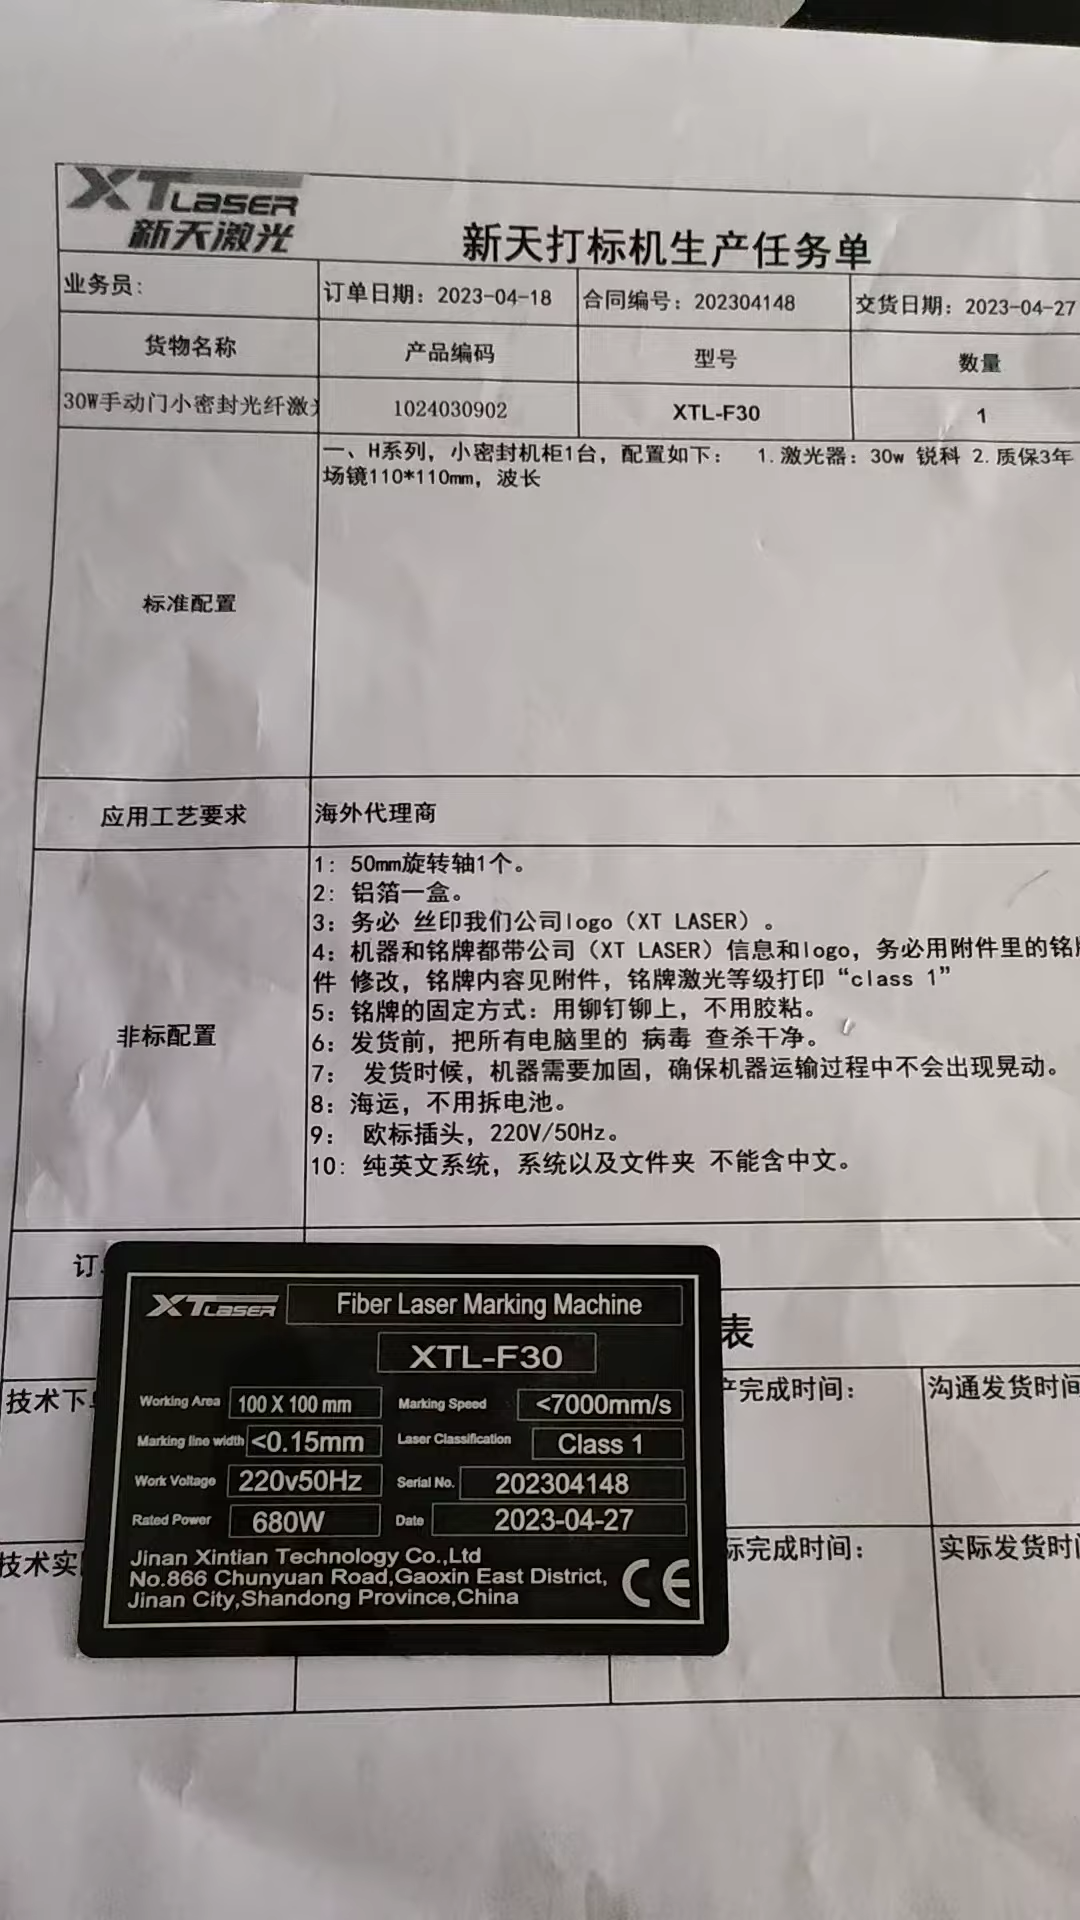 XTLASER
新天激光
新天打标机生产任务单
业务员:
订单日期: 2023-04-18
合同编号: 202304148
交货日期: 2023-04-27
货物名称
产品编码
型号
数量
30W手动门小密封光纤激
1024030902
XTL-F30
1
标准配置
一、H系列, 小密封机柜1台, 配置如下: 1.激光器: 30w 锐科 2.质保3年
场镜110*110mm, 波长
应用工艺要求
海外代理商
非标配置
1: 50mm旋转轴1个。
2: 铝箔一盒。
3: 务必 丝印我们公司logo (XT LASER) 。
4: 机器和铭牌都带公司 (XT LASER) 信息和logo, 务必用附件里的铭
件 修改, 铭牌内容见附件, 铭牌激光等级打印“class 1”
5: 铭牌的固定方式: 用铆钉铆上, 不用胶粘。
6: 发货前, 把所有电脑里的 病毒 查杀干净。
7: 发货时候, 机器需要加固, 确保机器运输过程中不会出现晃动。
8: 海运, 不用拆电池。
9: 欧标插头, 220V/50Hz。
10: 纯英文系统, 系统以及文件夹 不能含中文。
订
表
技术下
完成时间:
沟通发货时间
技术实
际完成时间:
实际发货时
XTLASER
Fiber Laser Marking Machine
XTL-F30
Working Area 100 X 100 mm
Marking Speed <7000mm/s
Marking line width <0.15mm
Laser Classification Class 1
Work Voltage 220v50Hz
Serial No. 202304148
Rated Power 680W
Date 2023-04-27
Jinan Xintian Technology Co.,Ltd
No.866 Chunyuan Road,Gaoxin East District,
Jinan City,Shandong Province,China
CE